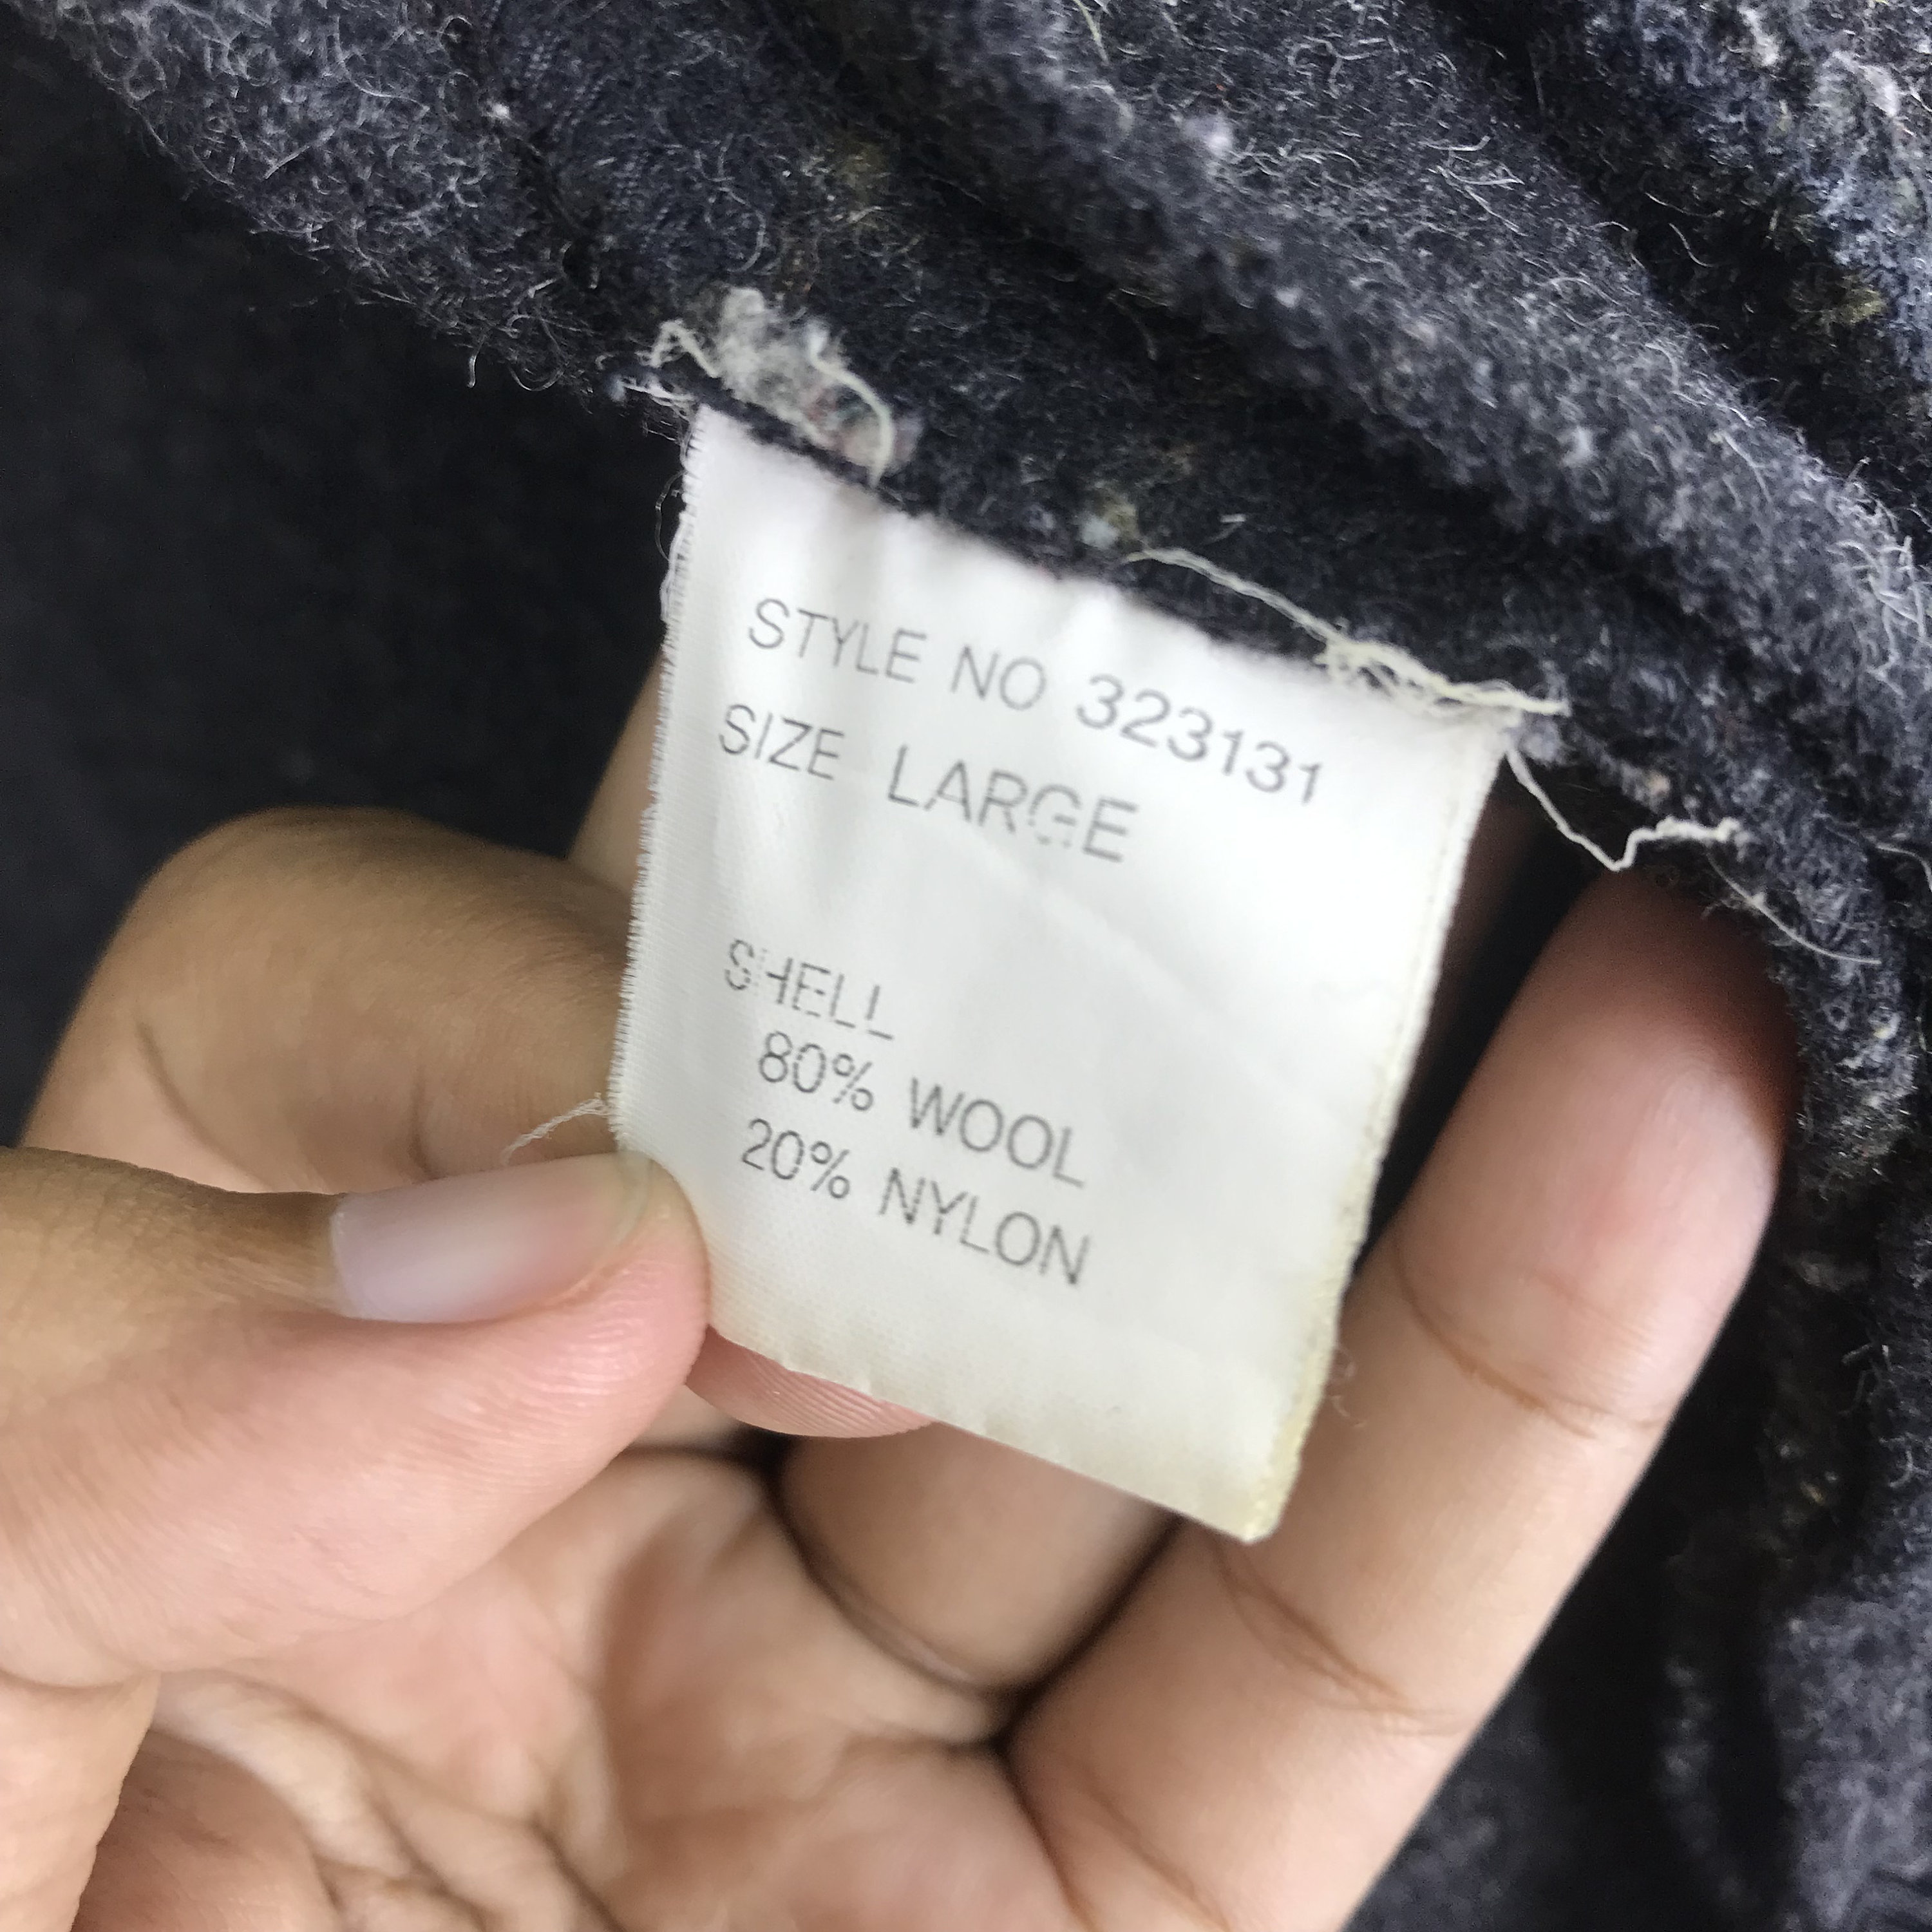 STYLE NO 323131
SIZE LARGE
SHELL
80% WOOL
20% NYLON